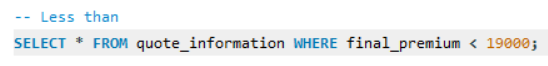 -- Less than
SELECT * FROM quote_information WHERE final_premium < 19000;